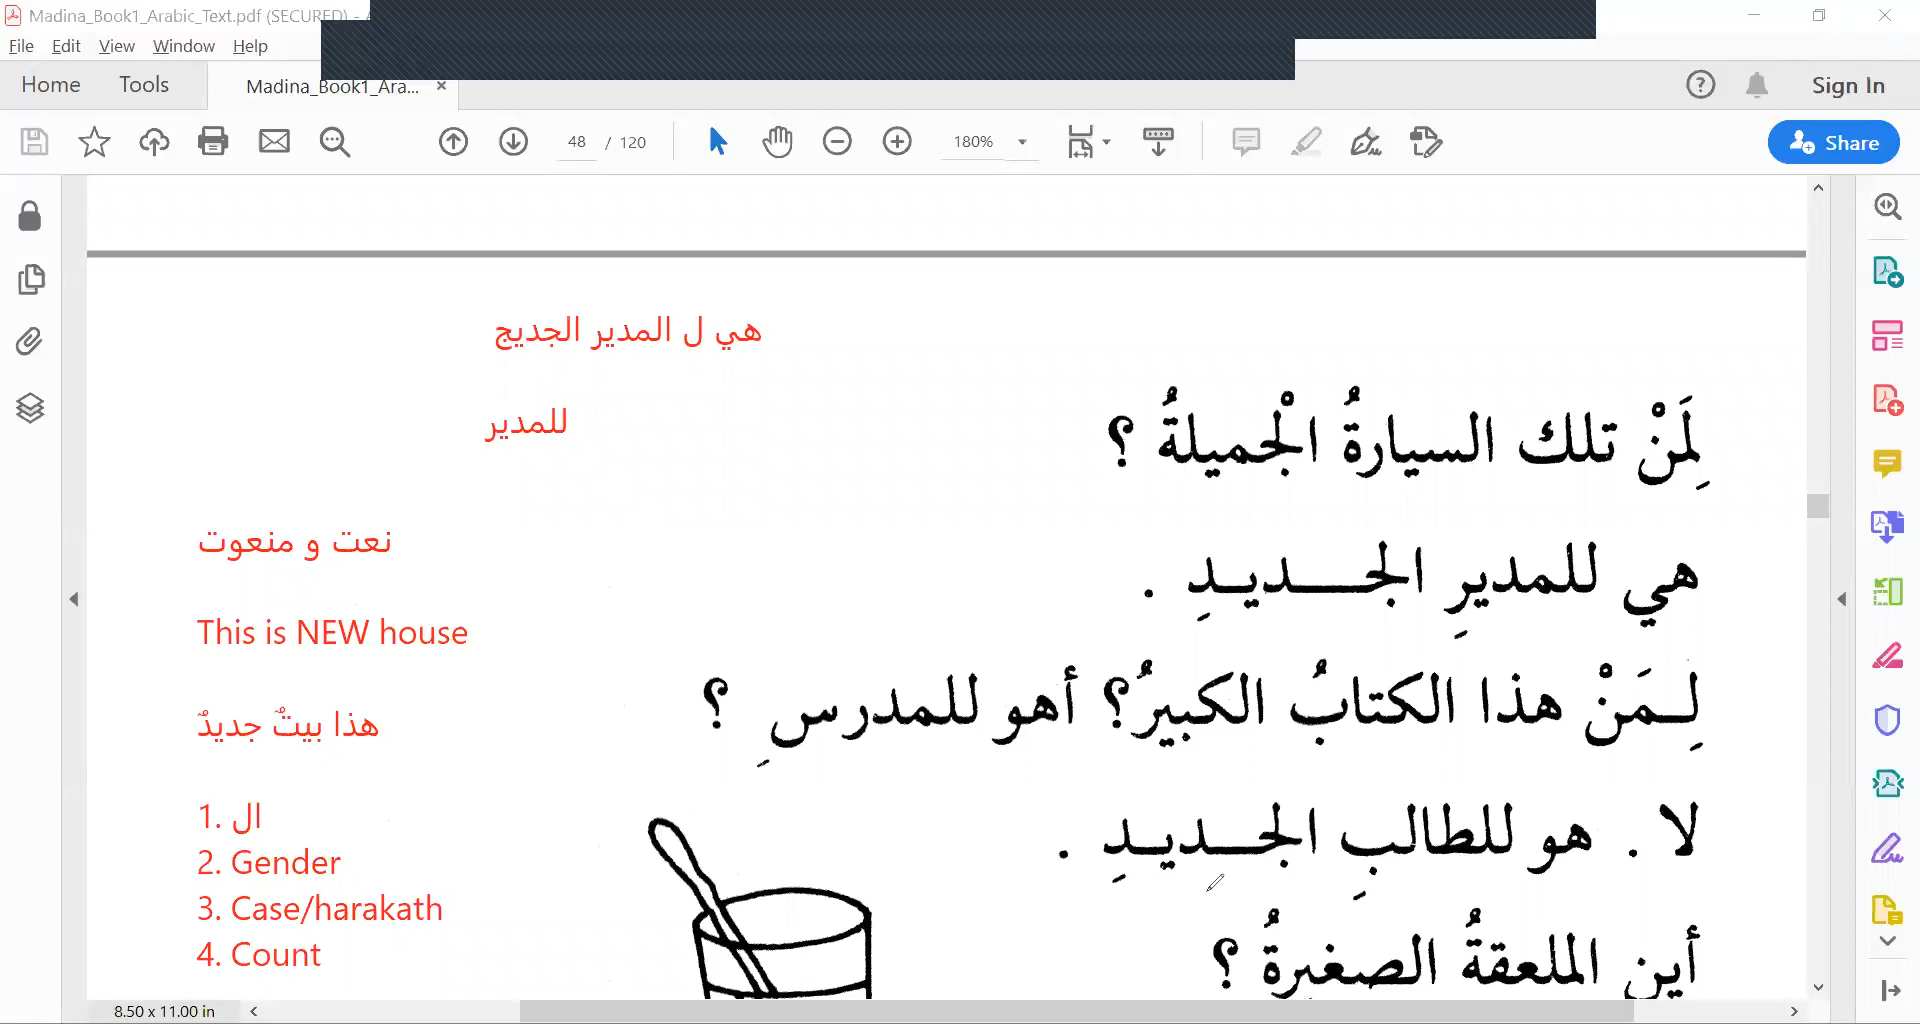 Madina_Book1_Arabic_Text.pdf (SECURED) -
File Edit View Window Help
Home Tools Madina_Book1_Ara... × Sign In
48 / 120 180% Share
هي ل المدير الجديج
للمدير
نعت و منعوت
This is NEW house
هذا بيتٌ جديدٌ
1. ال
2. Gender
3. Case/harakath
4. Count
لِمَنْ تلك السيارةُ الْجميلةُ ؟
هي للمديرِ الجـــديـدِ .
لِـمَنْ هذا الكتابُ الكبيرُ؟ أهو للمدرسِ ؟
لا . هو للطالبِ الجــديـدِ .
أين الملعقةُ الصغيرةُ ؟
8.50 x 11.00 in